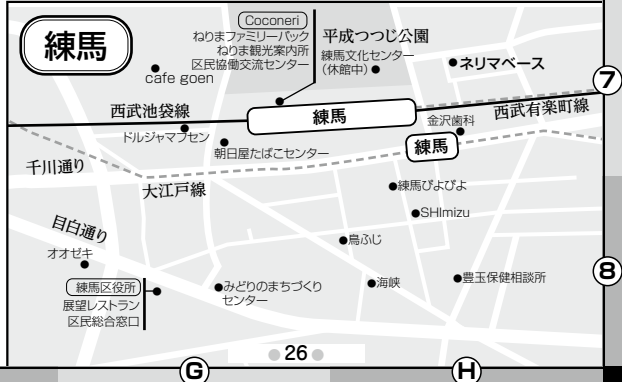 練馬
Coconeri
ねりまファミリーパック
ねりま観光案内所
区民協働交流センター
平成つつじ公園
練馬文化センター
(休館中)
ネリマベース
cafe goen
7
西武池袋線
練馬
西武有楽町線
金沢歯科
ドルジャマフセン
朝日屋たばこセンター
練馬
千川通り
大江戸線
練馬ぴよぴよ
SHImizu
目白通り
鳥ふじ
オオゼキ
8
練馬区役所
展望レストラン
区民総合窓口
みどりのまちづくり
センター
海峡
豊玉保健相談所
26
G
H